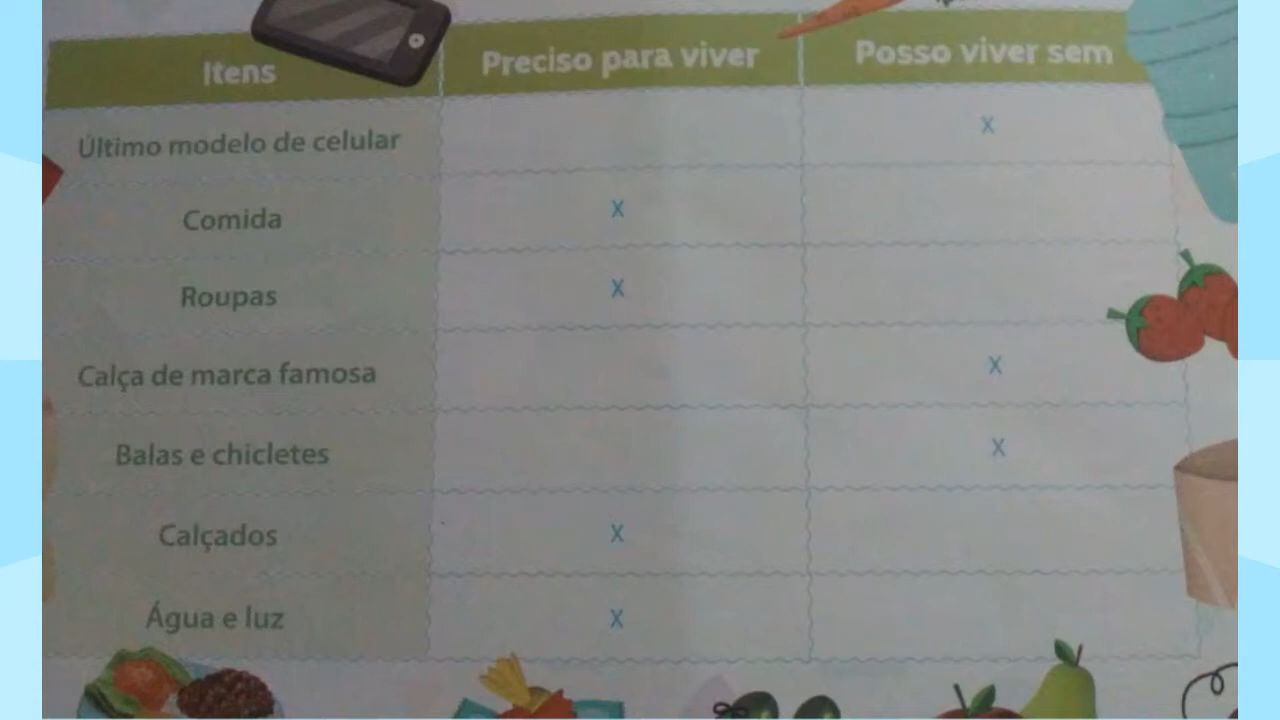 Itens Preciso para viver Posso viver sem
Último modelo de celular X
Comida X
Roupas X
Calça de marca famosa X
Balas e chicletes X
Calçados X
Água e luz X